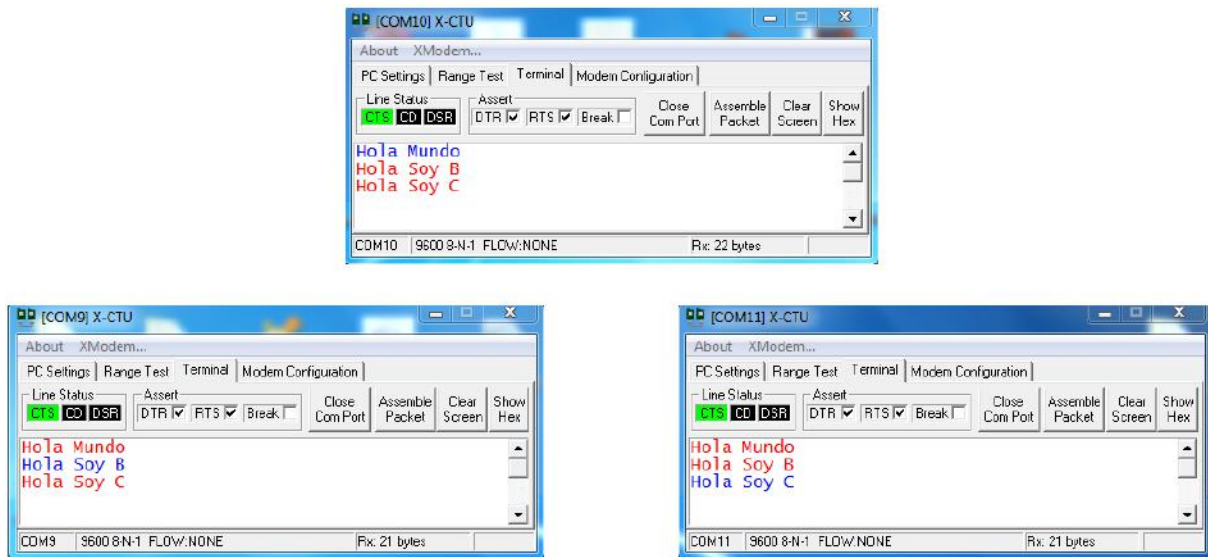 [COM10] X-CTU
About XModem...
PC Settings Range Test Terminal Modem Configuration
Line Status Assert
CTS CD DSR DTR RTS Break Close Com Port Assemble Packet Clear Screen Show Hex
Hola Mundo
Hola Soy B
Hola Soy C
COM10 9600 8-N-1 FLOW:NONE Rx: 22 bytes
[COM9] X-CTU
About XModem...
PC Settings Range Test Terminal Modem Configuration
Line Status Assert
CTS CD DSR DTR RTS Break Close Com Port Assemble Packet Clear Screen Show Hex
Hola Mundo
Hola Soy B
Hola Soy C
COM9 9600 8-N-1 FLOW:NONE Rx: 21 bytes
[COM11] X-CTU
About XModem...
PC Settings Range Test Terminal Modem Configuration
Line Status Assert
CTS CD DSR DTR RTS Break Close Com Port Assemble Packet Clear Screen Show Hex
Hola Mundo
Hola Soy B
Hola Soy C
COM11 9600 8-N-1 FLOW:NONE Rx: 21 bytes